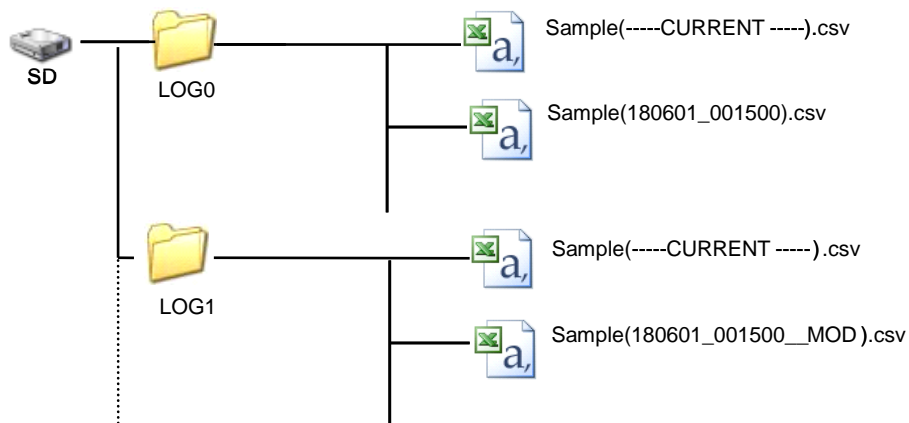 Sample(-----CURRENT -----).csv
SD
LOG0
Sample(180601_001500).csv
Sample(-----CURRENT -----).csv
LOG1
Sample(180601_001500__MOD).csv